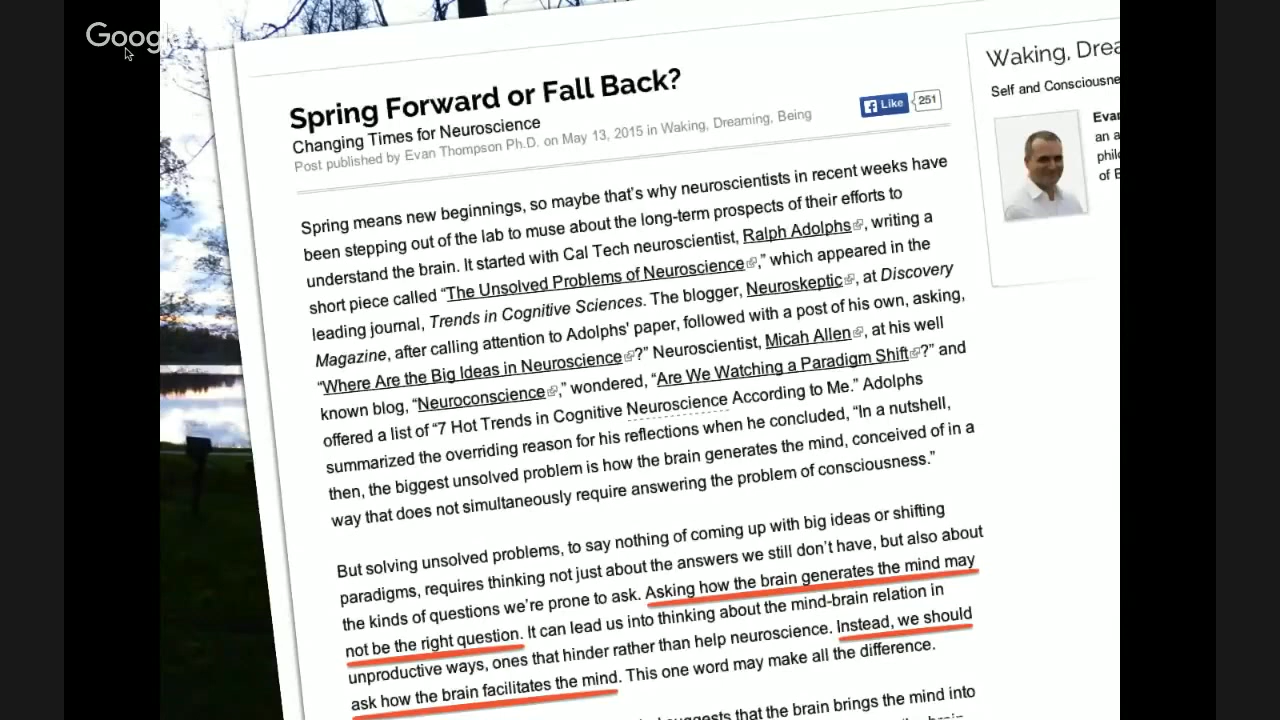 Google
Spring Forward or Fall Back?
Changing Times for Neuroscience
Post published by Evan Thompson Ph.D. on May 13, 2015 in Waking, Dreaming, Being
Like 251
Spring means new beginnings, so maybe that's why neuroscientists in recent weeks have
been stepping out of the lab to muse about the long-term prospects of their efforts to
understand the brain. It started with Cal Tech neuroscientist, Ralph Adolphs, writing a
short piece called “The Unsolved Problems of Neuroscience,” which appeared in the
leading journal, Trends in Cognitive Sciences. The blogger, Neuroskeptic, at Discovery
Magazine, after calling attention to Adolphs' paper, followed with a post of his own, asking,
“Where Are the Big Ideas in Neuroscience?” Neuroscientist, Micah Allen, at his well
known blog, “Neuroconscience,” wondered, “Are We Watching a Paradigm Shift?” and
offered a list of “7 Hot Trends in Cognitive Neuroscience According to Me.” Adolphs
summarized the overriding reason for his reflections when he concluded, “In a nutshell,
then, the biggest unsolved problem is how the brain generates the mind, conceived of in a
way that does not simultaneously require answering the problem of consciousness.”
But solving unsolved problems, to say nothing of coming up with big ideas or shifting
paradigms, requires thinking not just about the answers we still don't have, but also about
the kinds of questions we're prone to ask. Asking how the brain generates the mind may
not be the right question. It can lead us into thinking about the mind-brain relation in
unproductive ways, ones that hinder rather than help neuroscience. Instead, we should
ask how the brain facilitates the mind. This one word may make all the difference.
suggests that the brain brings the mind into
Waking, Drea
Self and Consciousne
Evan
an a
phil
of B